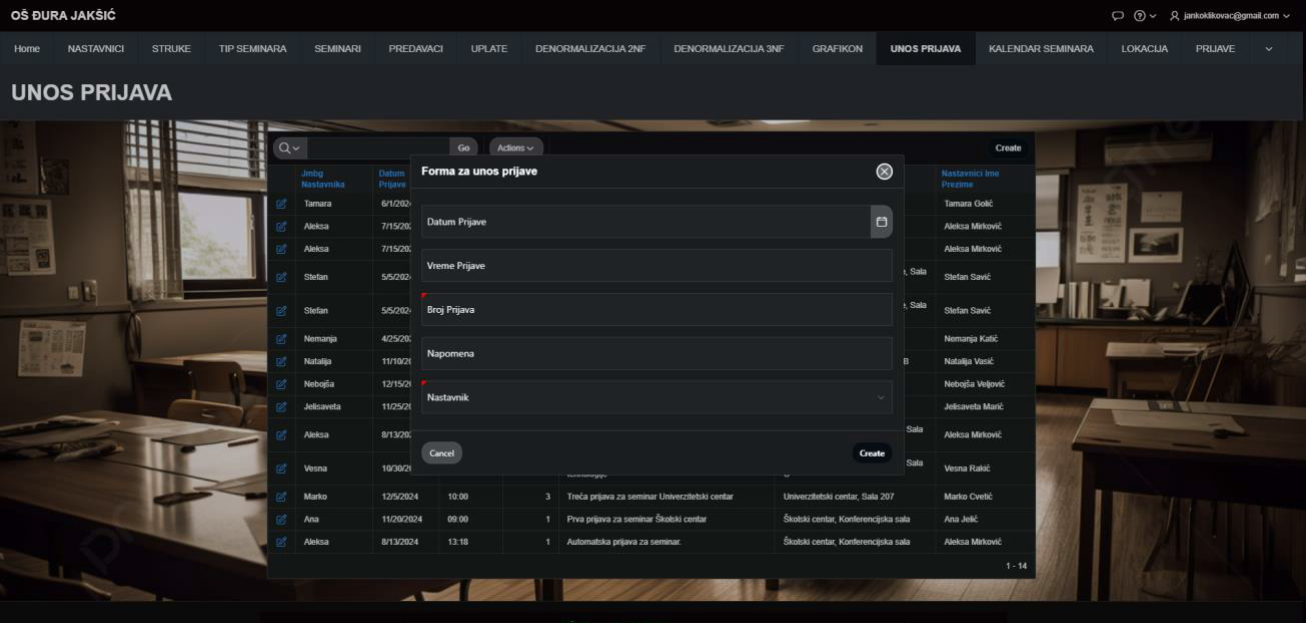 OŠ ĐURA JAKŠIĆ
jankoklikovac@gmail.com
Home NASTAVNICI STRUKE TIP SEMINARA SEMINARI PREDAVACI UPLATE DENORMALIZACIJA 2NF DENORMALIZACIJA 3NF GRAFIKON UNOS PRIJAVA KALENDAR SEMINARA LOKACIJA PRIJAVE
UNOS PRIJAVA
Go Actions Create
Forma za unos prijave
Jmbg Nastavnika
Datum Prijave
Nastavnici Ime Prezime
Datum Prijave
Vreme Prijave
Broj Prijava
Napomena
Nastavnik
Cancel Create
Tamara 6/1/202 Tamara Golić
Aleksa 7/15/20 Aleksa Mirković
Aleksa 7/15/20 Aleksa Mirković
Stefan 5/5/202 , Sala Stefan Savić
Stefan 5/5/202 , Sala Stefan Savić
Nemanja 4/25/20 Nemanja Katić
Natalija 11/10/2 B Natalija Vasić
Nebojša 12/15/2 Nebojša Veljović
Jelisaveta 11/25/2 Jelisaveta Marić
Aleksa 8/13/20 Sala Aleksa Mirković
Vesna 10/30/2 Sala Vesna Rakić
Marko 12/5/2024 10:00 3 Treća prijava za seminar Univerzitetski centar Univerzitetski centar, Sala 207 Marko Cvetić
Ana 11/20/2024 09:00 1 Prva prijava za seminar Školski centar Školski centar, Konferencijska sala Ana Jelić
Aleksa 8/13/2024 13:18 1 Automatska prijava za seminar. Školski centar, Konferencijska sala Aleksa Mirković
1 - 14